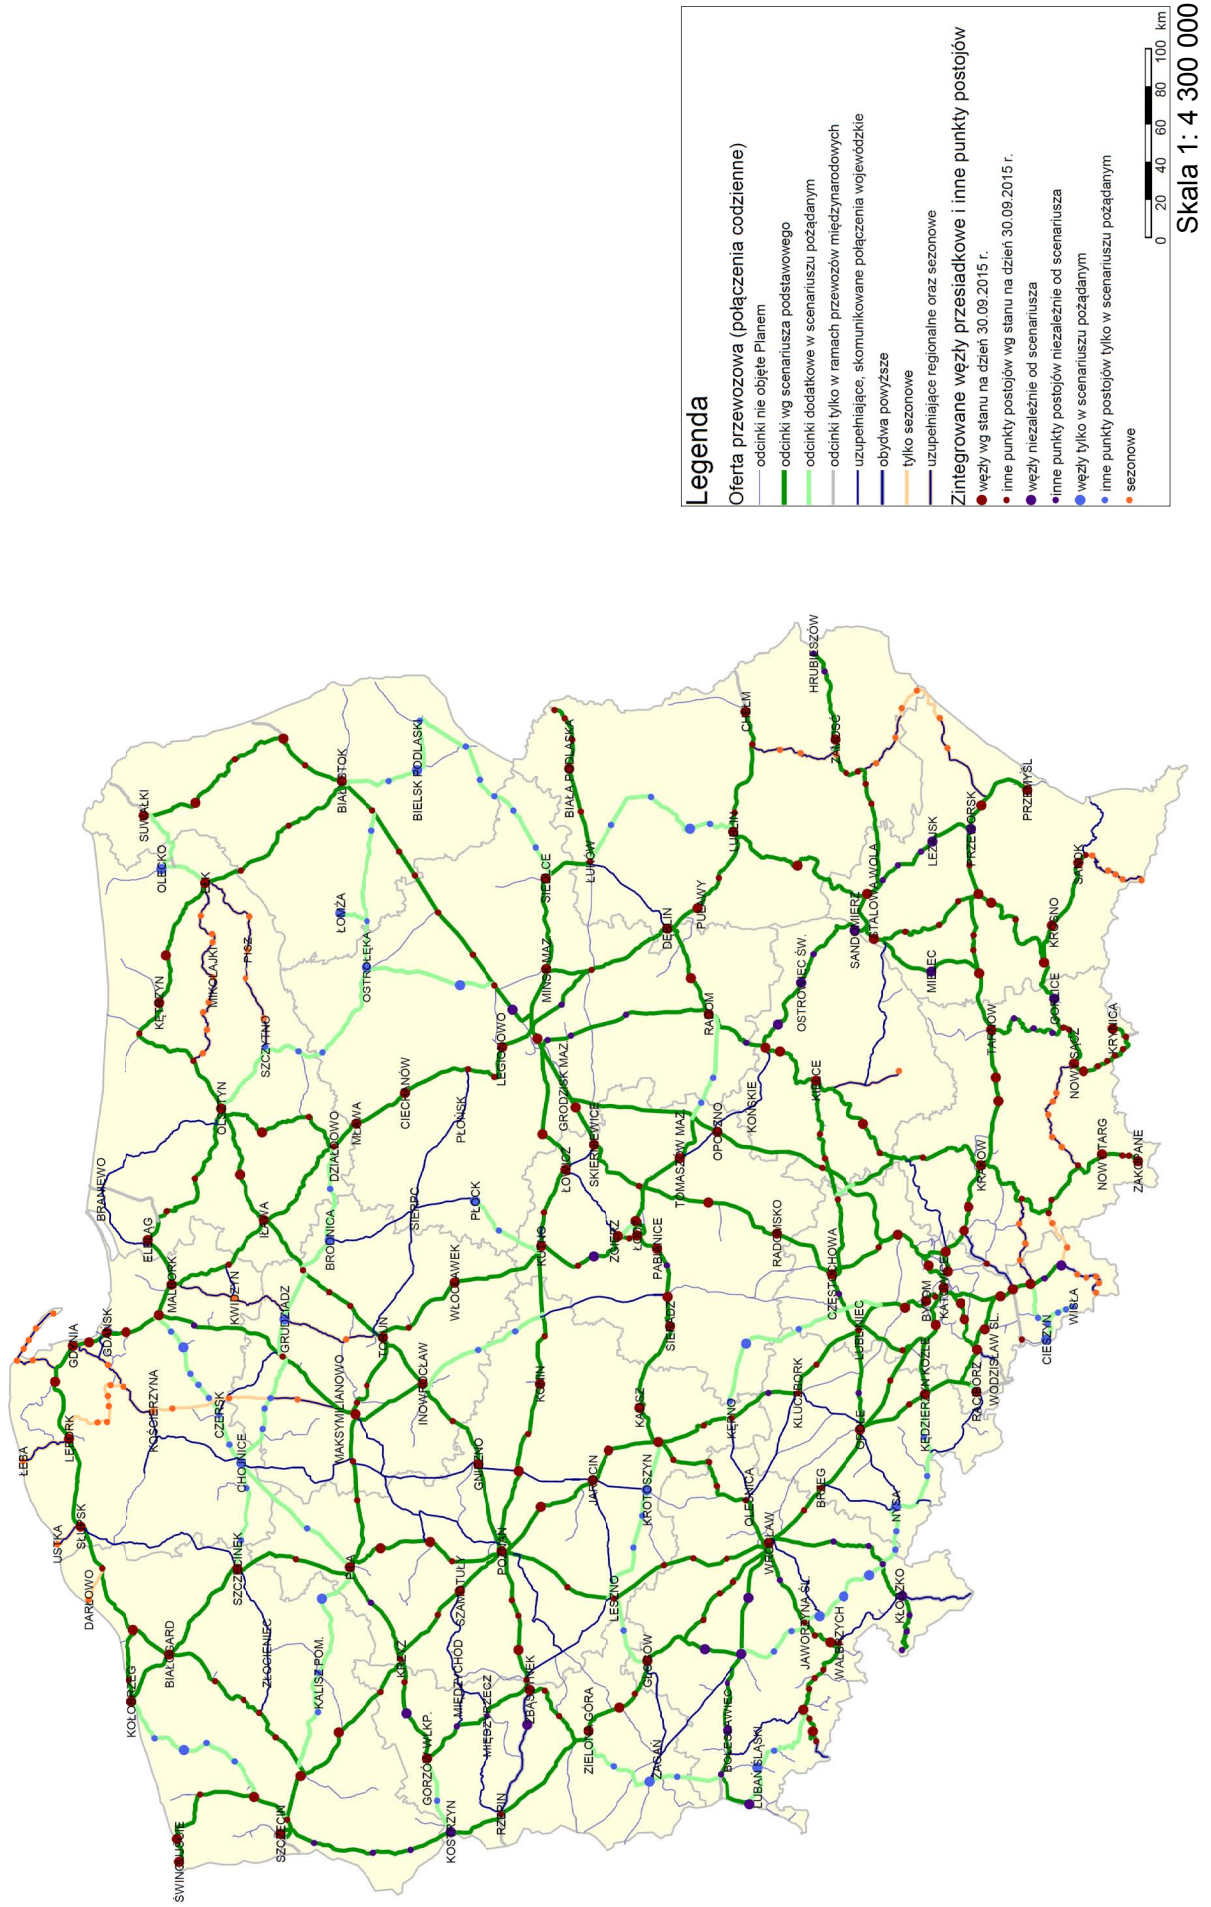 Legenda
Oferta przewozowa (połączenia codzienne)
odcinki nie objęte Planem
odcinki wg scenariusza podstawowego
odcinki dodatkowe w scenariuszu pożądanym
odcinki tylko w ramach przewozów międzynarodowych
uzupełniające, skomunikowane połączenia wojewódzkie
obydwa powyższe
tylko sezonowe
uzupełniające regionalne oraz sezonowe
Zintegrowane węzły przesiadkowe i inne punkty postojów
węzły wg stanu na dzień 30.09.2015 r.
inne punkty postojów wg stanu na dzień 30.09.2015 r.
węzły niezależnie od scenariusza
inne punkty postojów niezależnie od scenariusza
węzły tylko w scenariuszu pożądanym
inne punkty postojów tylko w scenariuszu pożądanym
sezonowe
0 20 40 60 80 100 km
Skala 1: 4 300 000
ŁEBA
USTKA
SŁUPSK
LĘBORK
GDYNIA
GDAŃSK
DARŁOWO
KOŁOBRZEG
BIAŁOGARD
ŚWINOUJŚCIE
SZCZECIN
SZCZECINEK
ZŁOCIENIEC
KALISZ POM.
KOŚCIERZYNA
CZERSK
CHOJNICE
MALBORK
ELBLĄG
BRANIEWO
KWIDZYN
IŁAWA
OLSZTYN
KĘTRZYN
MIKOŁAJKI
PISZ
SZCZYTNO
EŁK
OLECKO
SUWAŁKI
BIAŁYSTOK
BIELSK PODLASKI
ŁOMŻA
OSTROŁĘKA
GRUDZIĄDZ
BRODNICA
DZIAŁDOWO
MŁAWA
CIECHANÓW
PŁOŃSK
SIERPC
PŁOCK
MAKSYMILIANOWO
TORUŃ
WŁOCŁAWEK
INOWROCŁAW
PIŁA
KRZYŻ
GORZÓW WLKP.
KOSTRZYN
RZEPIN
MIĘDZYCHOD
MIĘDZYRZECZ
SZAMOTUŁY
POZNAŃ
GNIEZNO
ZBĄSZYNEK
KONIN
KUTNO
ŁOWICZ
SKIERNIEWICE
GRODZISK MAZ.
LEGIONOWO
MIŃSK MAZ.
SIEDLCE
ŁUKÓW
BIAŁA PODLASKA
ZIELONA GÓRA
ŻAGAŃ
GŁOGÓW
LESZNO
JAROCIN
KROTOSZYN
KALISZ
SIERADZ
ZGIERZ
ŁÓDŹ
PABIANICE
TOMASZÓW MAZ.
OPOCZNO
KOŃSKIE
RADOMSKO
RADOM
DĘBLIN
PUŁAWY
LUBLIN
CHEŁM
HRUBIESZÓW
ZAMOŚĆ
LUBAŃ ŚLĄSKI
BOLESŁAWIEC
JAWORZYNA ŚL.
WAŁBRZYCH
KŁODZKO
WROCŁAW
OLEŚNICA
BRZEG
NYSA
OPOLE
KĘPNO
KLUCZBORK
LUBLINIEC
CZĘSTOCHOWA
KĘDZIERZYN KOŹLE
RACIBÓRZ
WODZISŁAW ŚL.
BYTOM
KATOWICE
CIESZYN
WISŁA
KIELCE
OSTROWIEC ŚW.
SANDOMIERZ
STALOWA WOLA
LEŻAJSK
PRZEWORSK
PRZEMYŚL
MIELEC
KRAKÓW
TARNÓW
NOWY SĄCZ
NOWY TARG
ZAKOPANE
KRYNICA
GORLICE
KROSNO
SANOK